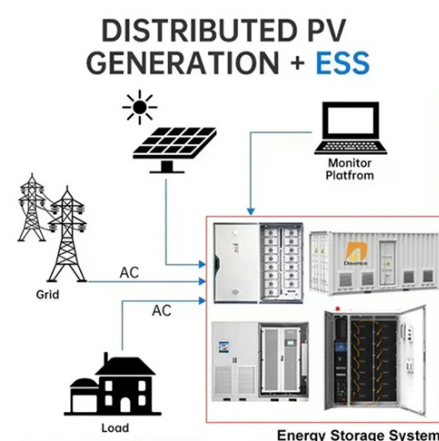 DISTRIBUTED PV
GENERATION + ESS
Monitor
Platfrom
AC
Grid
AC
Load
Energy Storage System